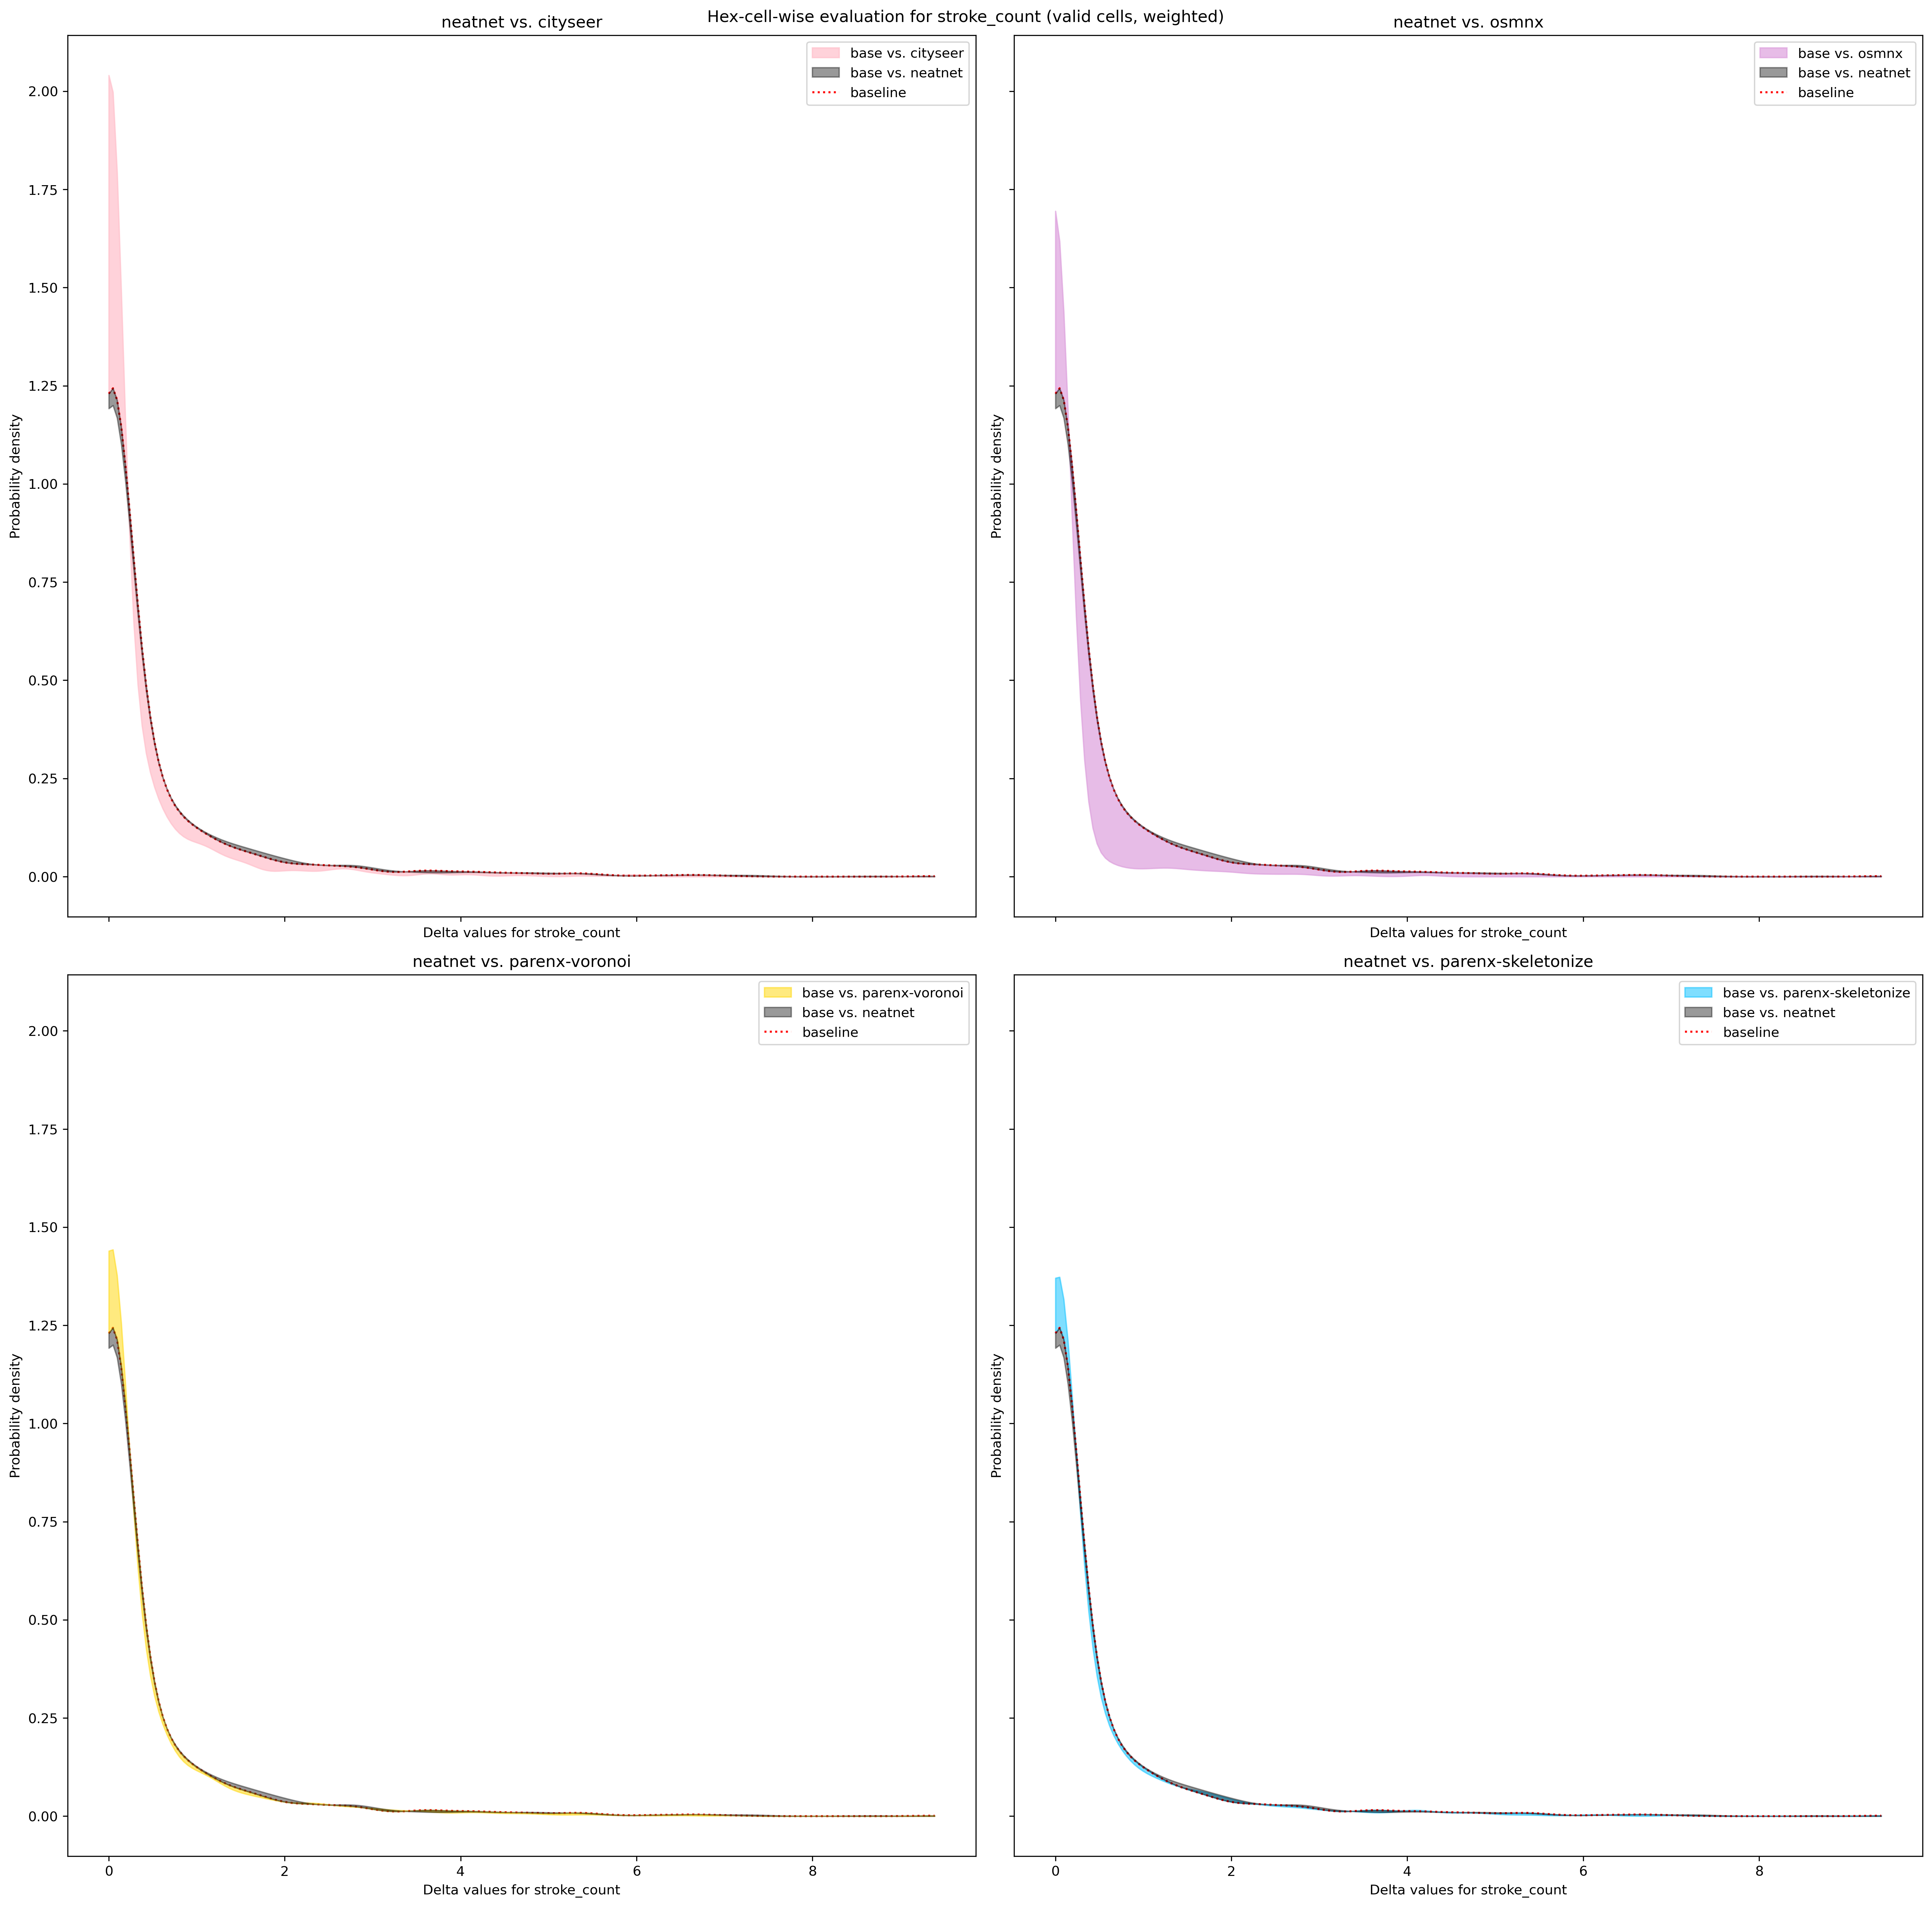 Hex-cell-wise evaluation for stroke_count (valid cells, weighted)
neatnet vs. cityseer
base vs. cityseer
base vs. neatnet
baseline
2.00
1.75
1.50
1.25
1.00
0.75
0.50
0.25
0.00
Probability density
Delta values for stroke_count
neatnet vs. osmnx
base vs. osmnx
base vs. neatnet
baseline
Probability density
Delta values for stroke_count
neatnet vs. parenx-voronoi
base vs. parenx-voronoi
base vs. neatnet
baseline
2.00
1.75
1.50
1.25
1.00
0.75
0.50
0.25
0.00
Probability density
0 2 4 6 8
Delta values for stroke_count
neatnet vs. parenx-skeletonize
base vs. parenx-skeletonize
base vs. neatnet
baseline
Probability density
0 2 4 6 8
Delta values for stroke_count